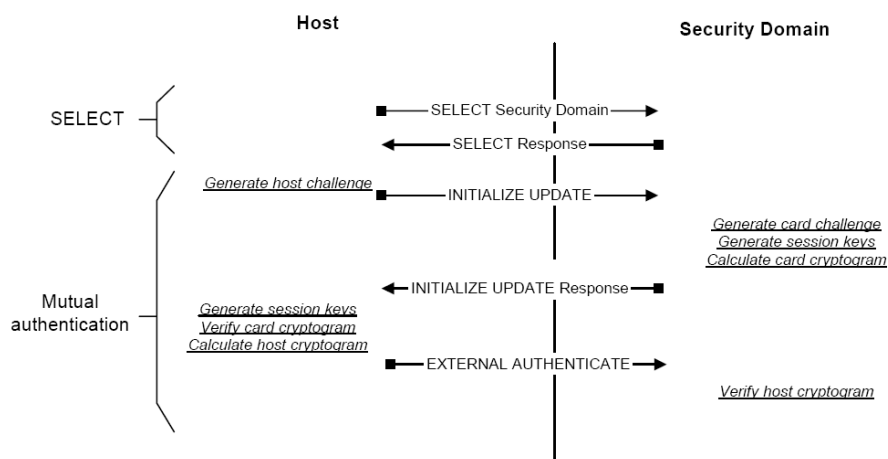 Host
Security Domain
SELECT
SELECT Security Domain
SELECT Response
Generate host challenge
INITIALIZE UPDATE
Generate card challenge
Generate session keys
Calculate card cryptogram
INITIALIZE UPDATE Response
Mutual
authentication
Generate session keys
Verify card cryptogram
Calculate host cryptogram
EXTERNAL AUTHENTICATE
Verify host cryptogram